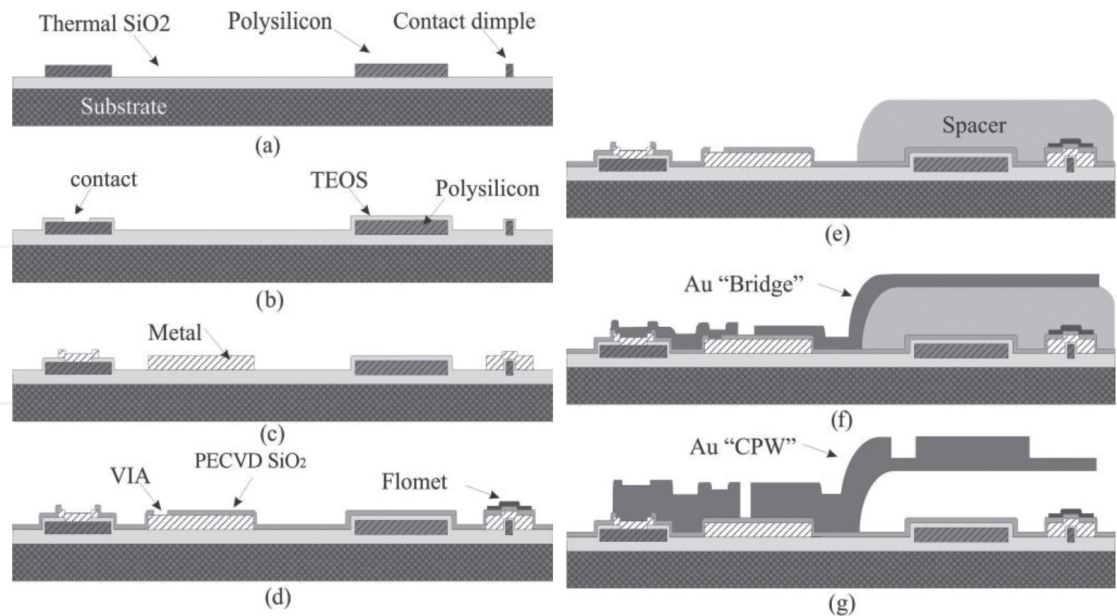 Thermal SiO2
Polysilicon
Contact dimple
Substrate
(a)
contact
TEOS
Polysilicon
(b)
Metal
(c)
VIA
PECVD SiO₂
Flomet
(d)
Spacer
(e)
Au “Bridge”
(f)
Au “CPW”
(g)